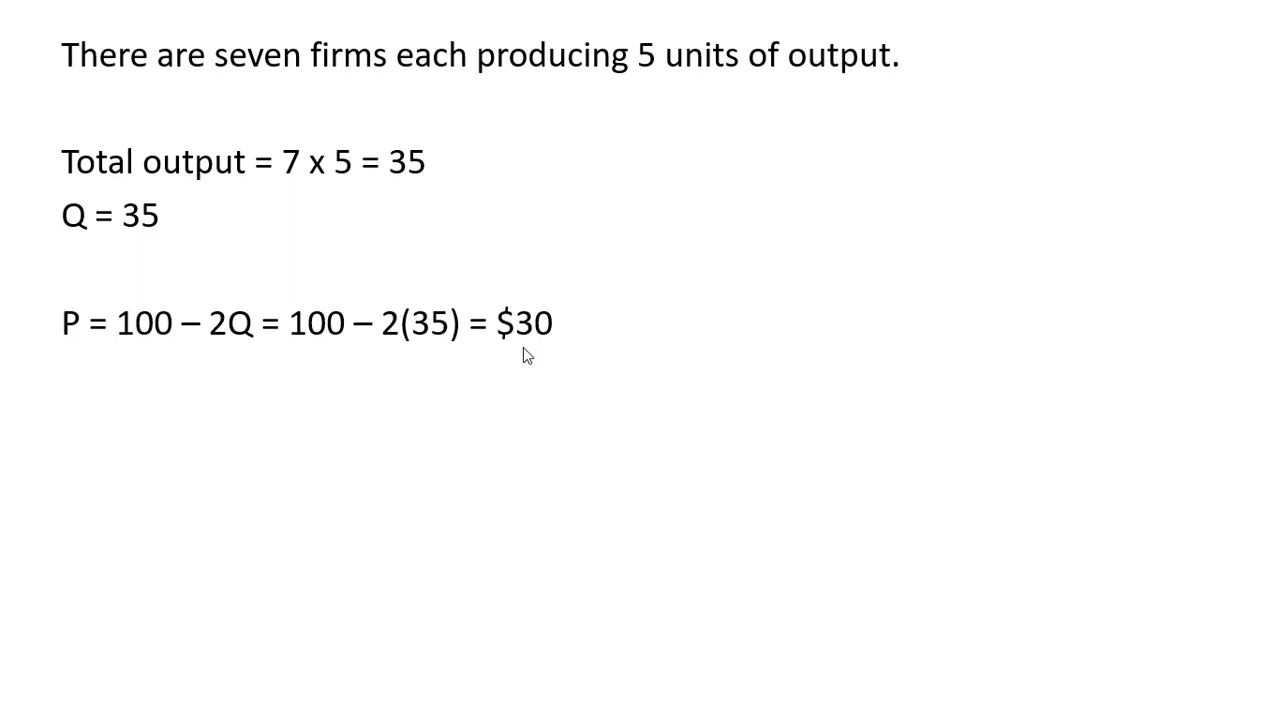 There are seven firms each producing 5 units of output.
Total output = 7 x 5 = 35
Q = 35
P = 100 – 2Q = 100 – 2(35) = $30